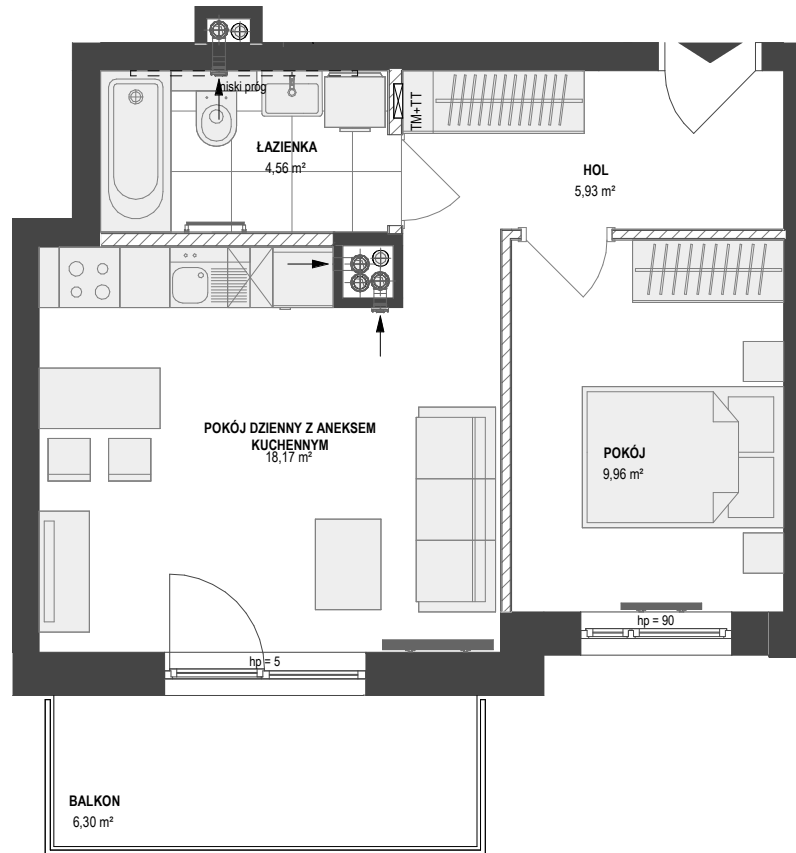 niski próg
TM+TT
ŁAZIENKA
4,56 m²
HOL
5,93 m²
POKÓJ DZIENNY Z ANEKSEM
KUCHENNYM
18,17 m²
POKÓJ
9,96 m²
hp = 90
hp = 5
BALKON
6,30 m²